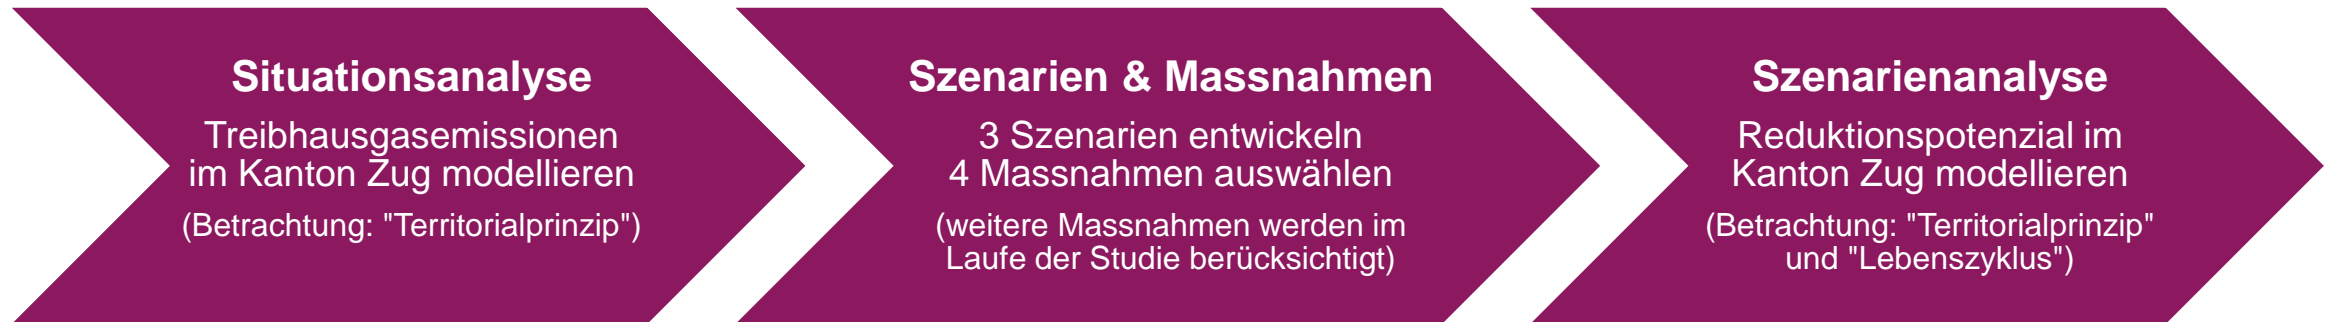 Situationsanalyse
Treibhausgasemissionen
im Kanton Zug modellieren
(Betrachtung: "Territorialprinzip")
Szenarien & Massnahmen
3 Szenarien entwickeln
4 Massnahmen auswählen
(weitere Massnahmen werden im
Laufe der Studie berücksichtigt)
Szenarienanalyse
Reduktionspotenzial im
Kanton Zug modellieren
(Betrachtung: "Territorialprinzip"
und "Lebenszyklus")